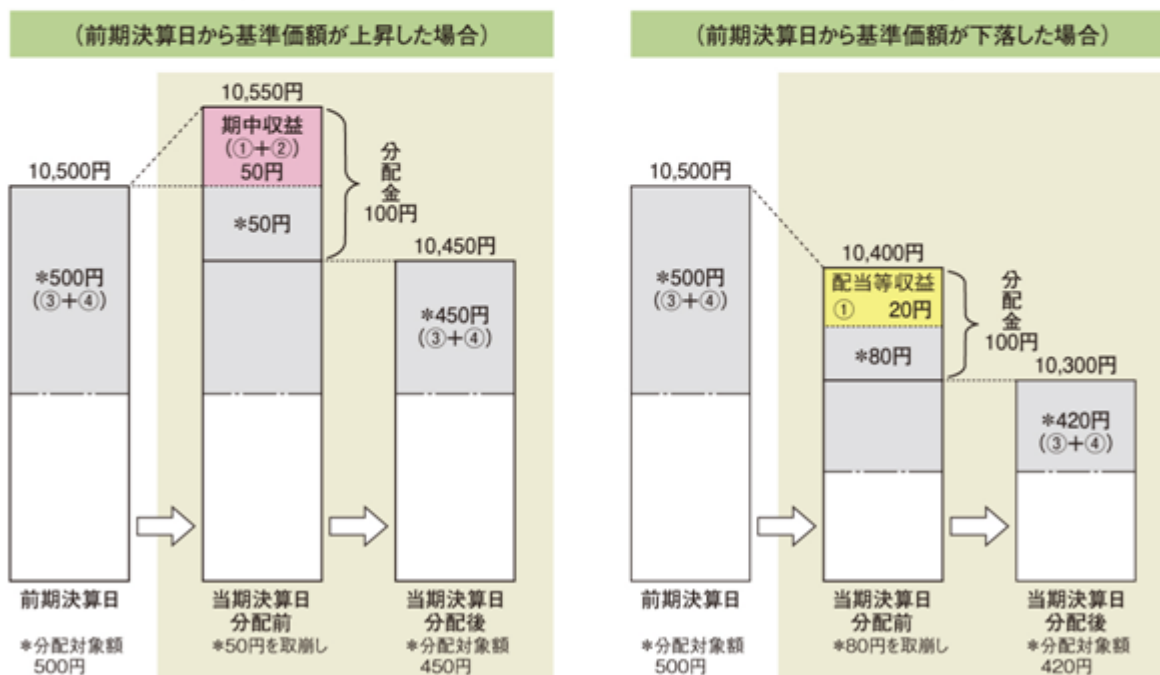 (前期決算日から基準価額が上昇した場合)
10,550円
期中収益
(①+②)
50円
10,500円
*50円
分配金
100円
10,450円
*500円
(③+④)
*450円
(③+④)
前期決算日
当期決算日
分配前
当期決算日
分配後
*分配対象額
500円
*50円を取崩し
*分配対象額
450円
(前期決算日から基準価額が下落した場合)
10,500円
10,400円
配当等収益
① 20円
*80円
分配金
100円
10,300円
*500円
(③+④)
*420円
(③+④)
前期決算日
当期決算日
分配前
当期決算日
分配後
*分配対象額
500円
*80円を取崩し
*分配対象額
420円